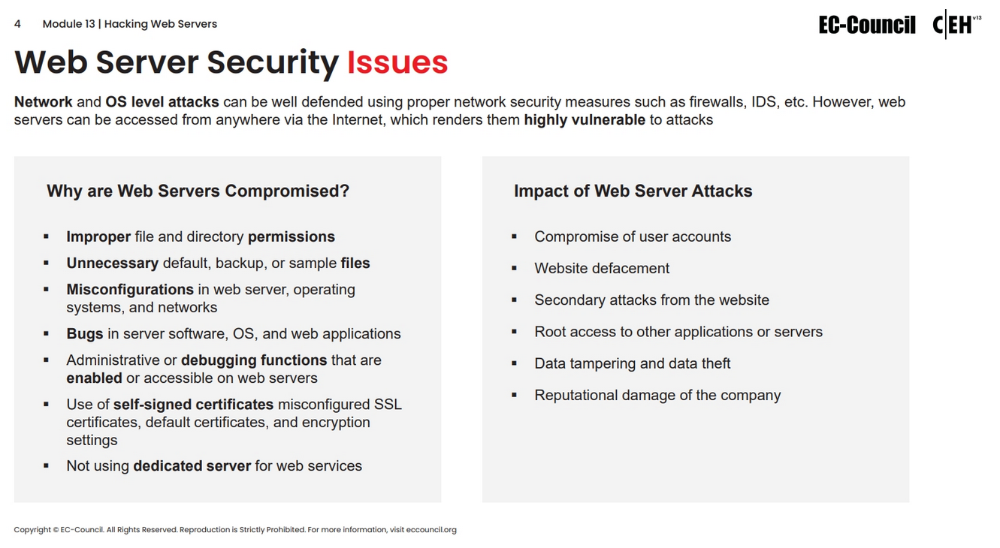 4 Module 13 | Hacking Web Servers
EC-Council C|EH v13
Web Server Security Issues
Network and OS level attacks can be well defended using proper network security measures such as firewalls, IDS, etc. However, web
servers can be accessed from anywhere via the Internet, which renders them highly vulnerable to attacks
Why are Web Servers Compromised?
▪ Improper file and directory permissions
▪ Unnecessary default, backup, or sample files
▪ Misconfigurations in web server, operating
systems, and networks
▪ Bugs in server software, OS, and web applications
▪ Administrative or debugging functions that are
enabled or accessible on web servers
▪ Use of self-signed certificates misconfigured SSL
certificates, default certificates, and encryption
settings
▪ Not using dedicated server for web services
Impact of Web Server Attacks
▪ Compromise of user accounts
▪ Website defacement
▪ Secondary attacks from the website
▪ Root access to other applications or servers
▪ Data tampering and data theft
▪ Reputational damage of the company
Copyright © EC-Council. All Rights Reserved. Reproduction is Strictly Prohibited. For more information, visit eccouncil.org